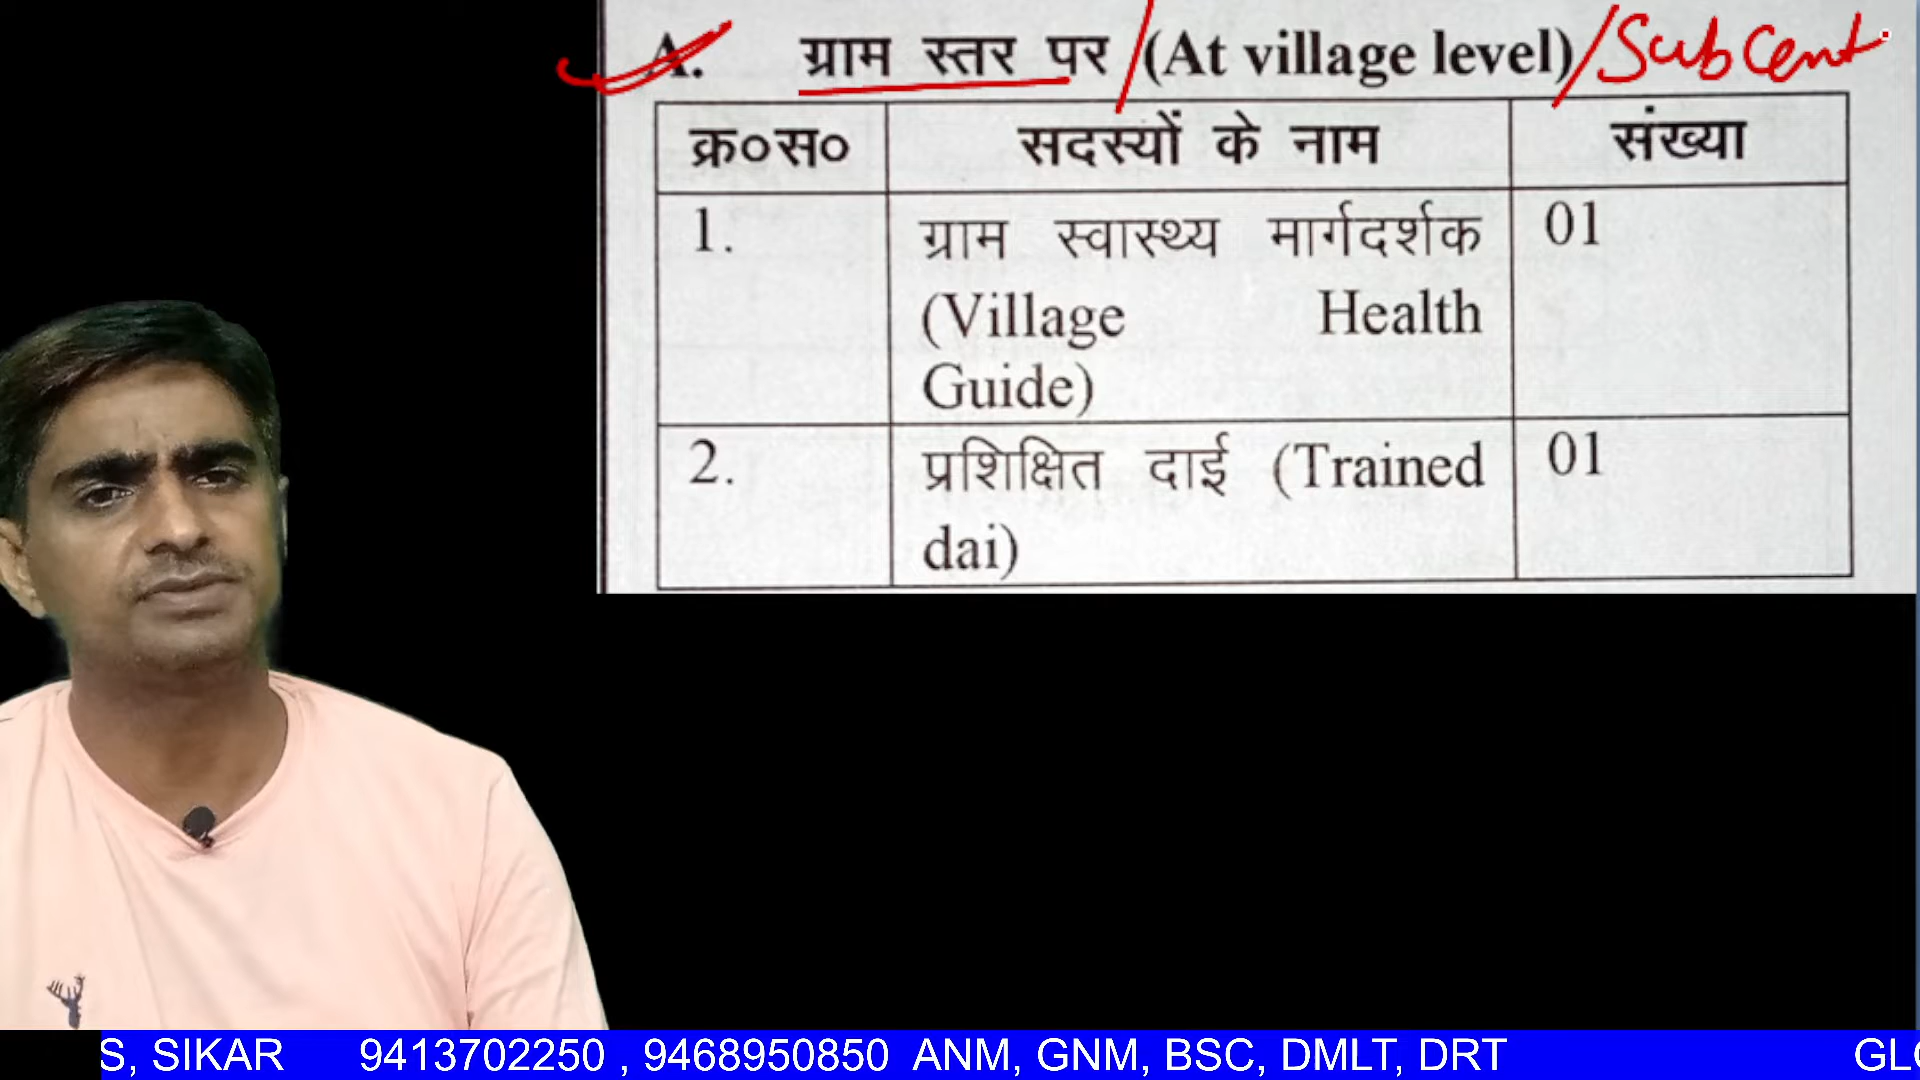 A. ग्राम स्तर पर / (At village level) / Sub Cent
क्र०स० सदस्यों के नाम संख्या
1. ग्राम स्वास्थ्य मार्गदर्शक 01
(Village Health
Guide)
2. प्रशिक्षित दाई (Trained 01
dai)
S, SIKAR 9413702250 , 9468950850 ANM, GNM, BSC, DMLT, DRT GLO